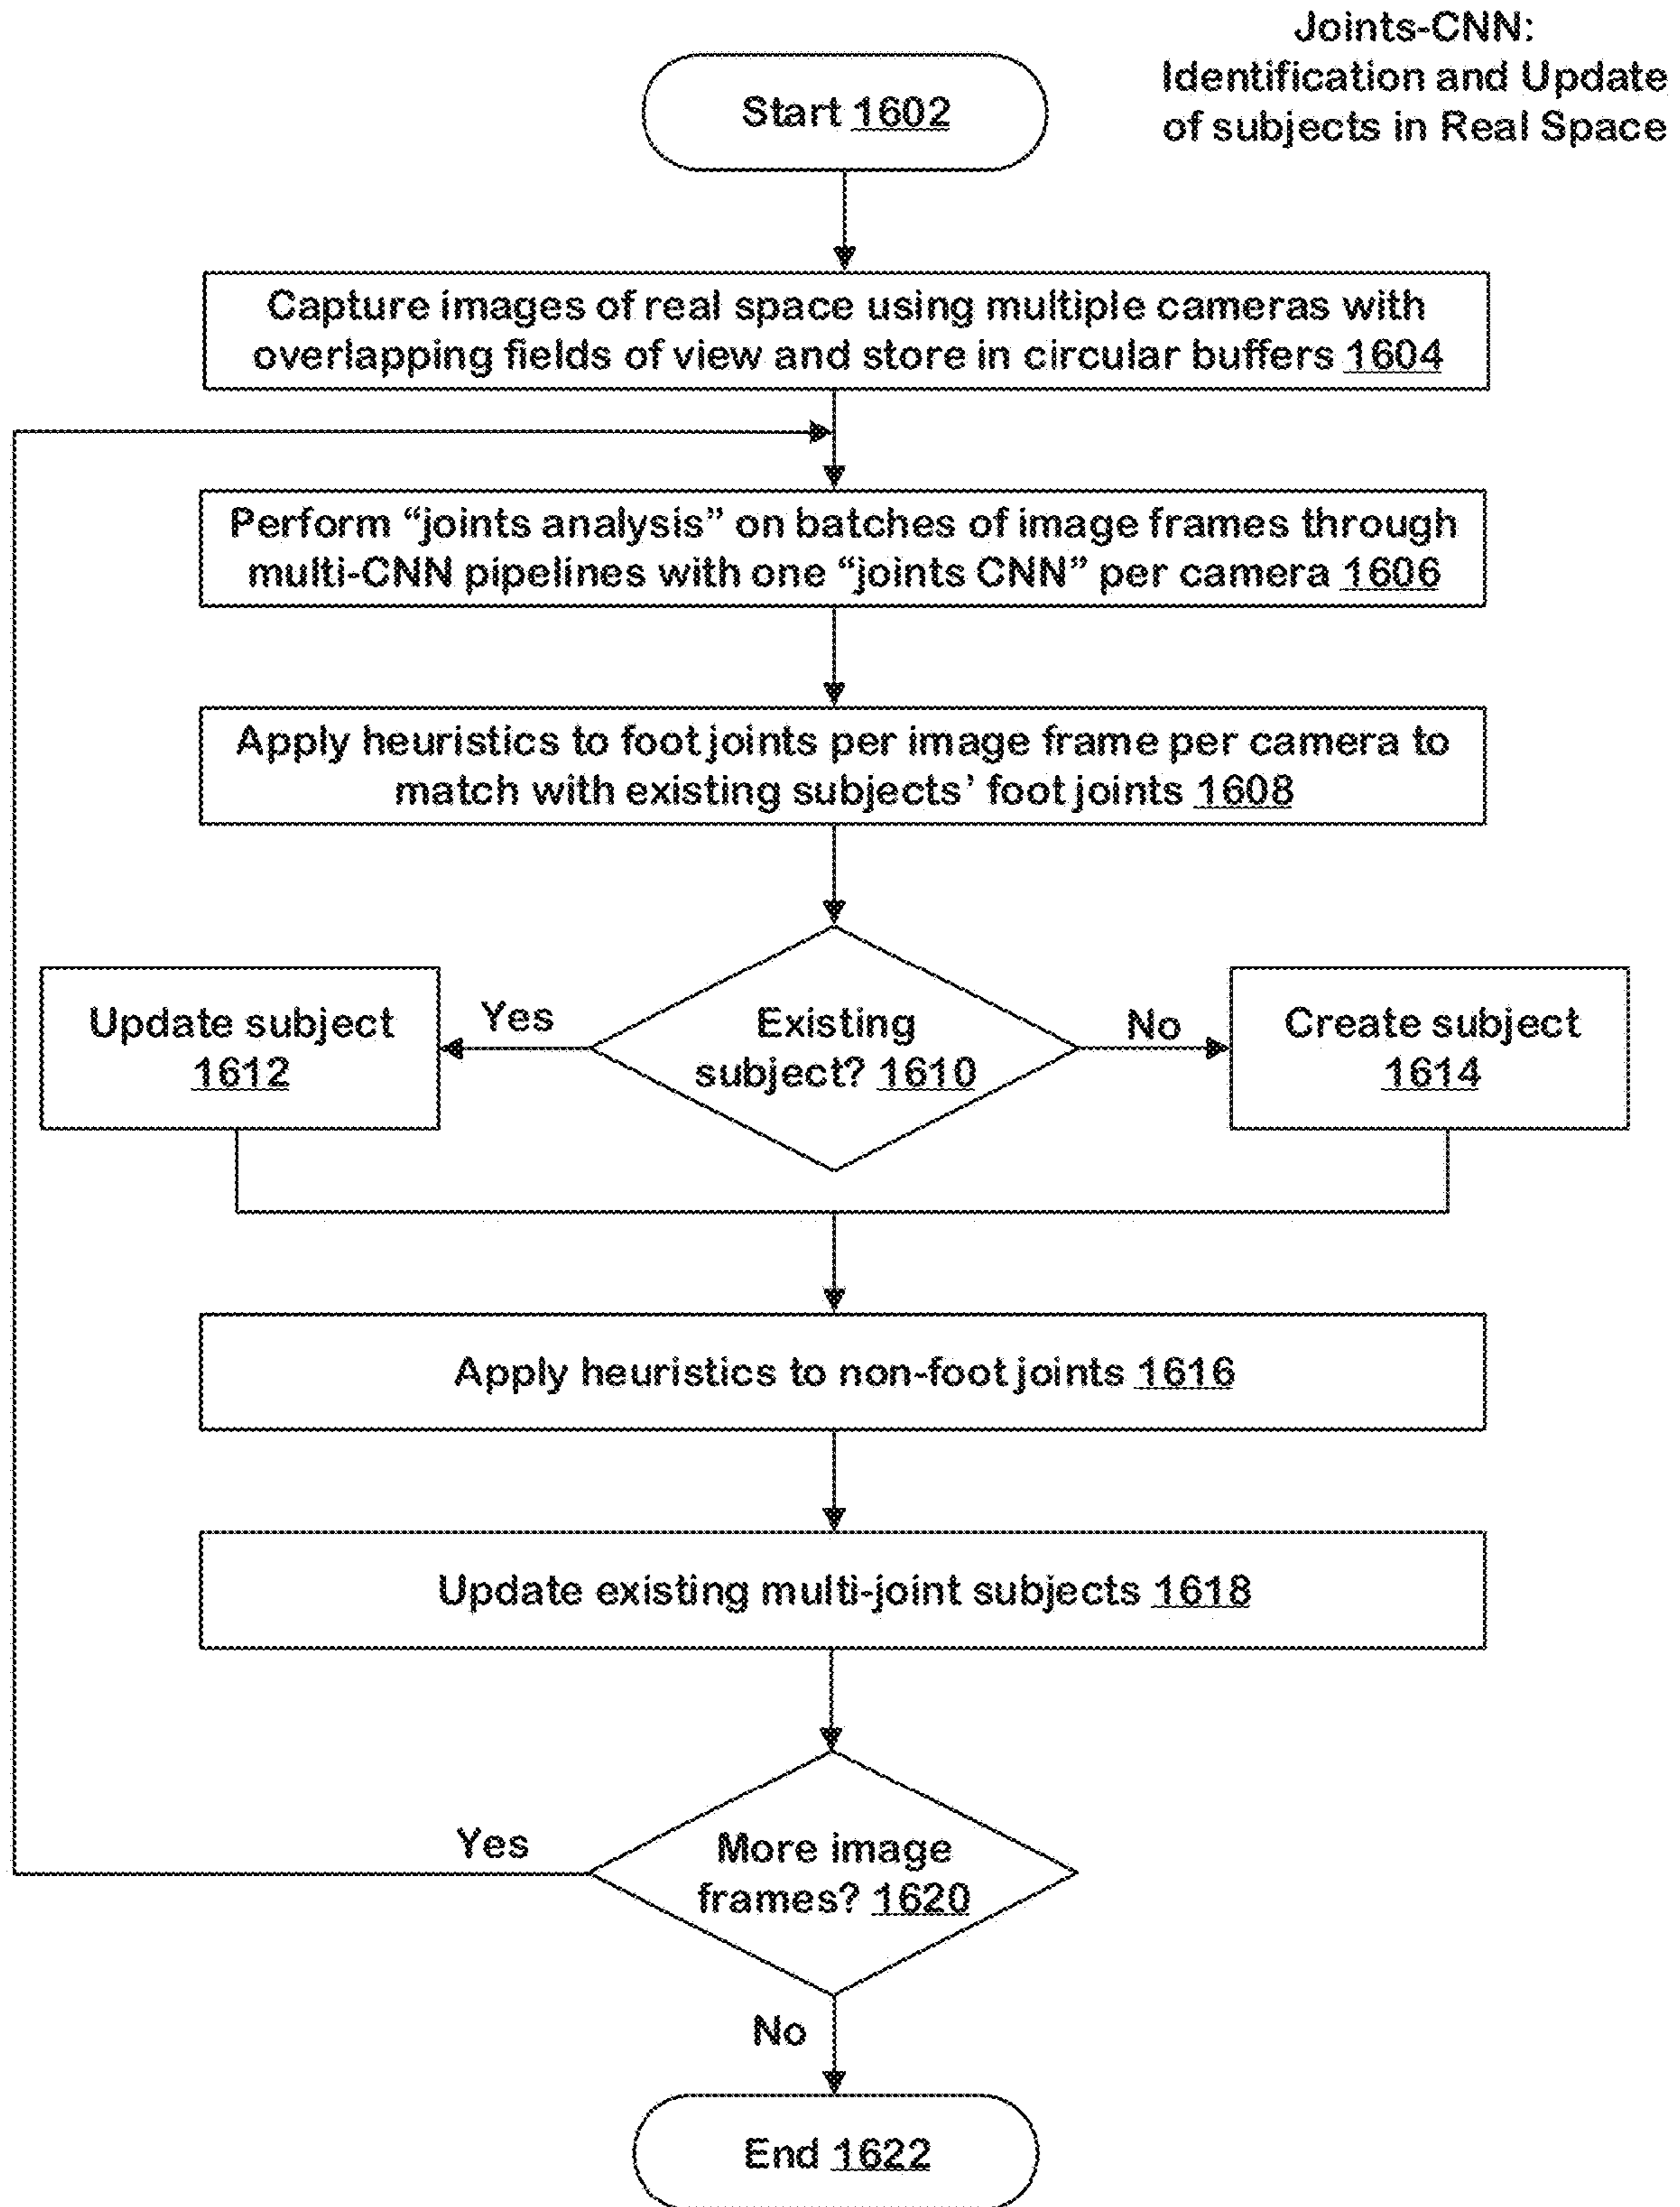 Joints-CNN:
Identification and Update
of subjects in Real Space
Start 1602
Capture images of real space using multiple cameras with
overlapping fields of view and store in circular buffers 1604
Perform “joints analysis” on batches of image frames through
multi-CNN pipelines with one “joints CNN” per camera 1606
Apply heuristics to foot joints per image frame per camera to
match with existing subjects’ foot joints 1608
Existing
subject? 1610
Yes
Update subject
1612
No
Create subject
1614
Apply heuristics to non-foot joints 1616
Update existing multi-joint subjects 1618
More image
frames? 1620
Yes
No
End 1622